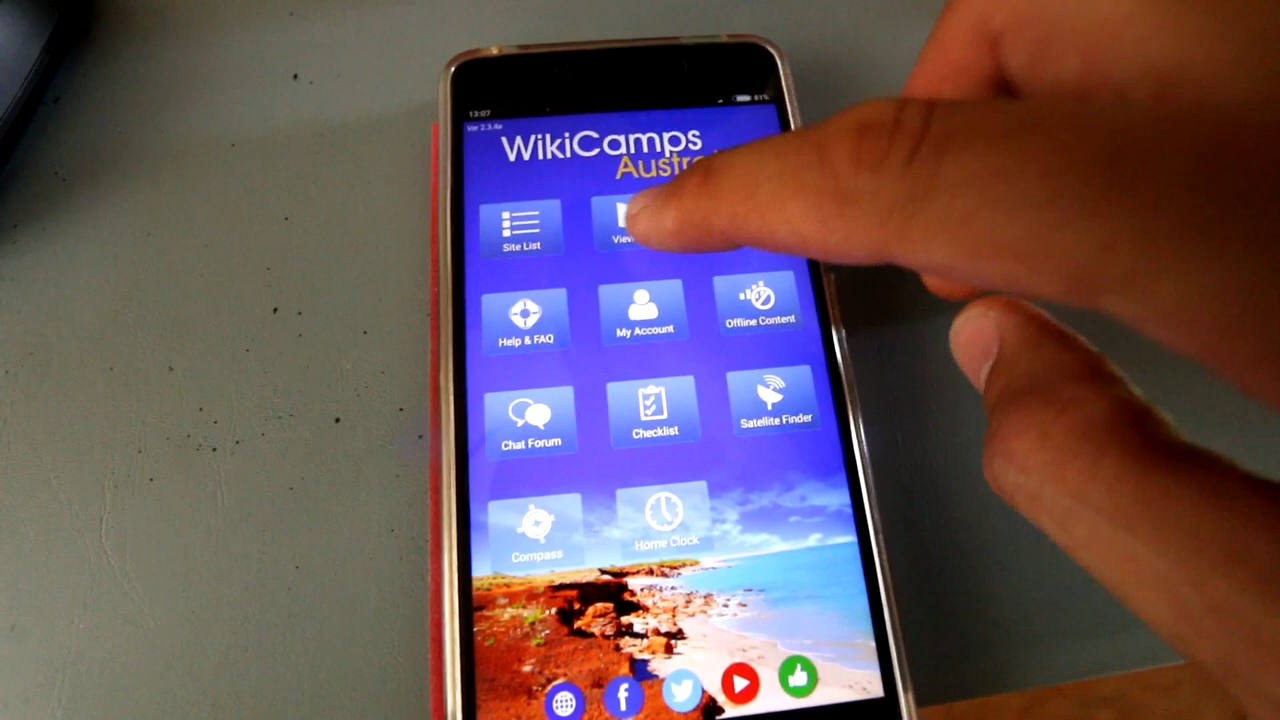 13:07
81%
Ver 2.3.4a
WikiCamps
Site List
Help & FAQ
My Account
Offline Content
Chat Forum
Checklist
Satellite Finder
Compass
Home Clock